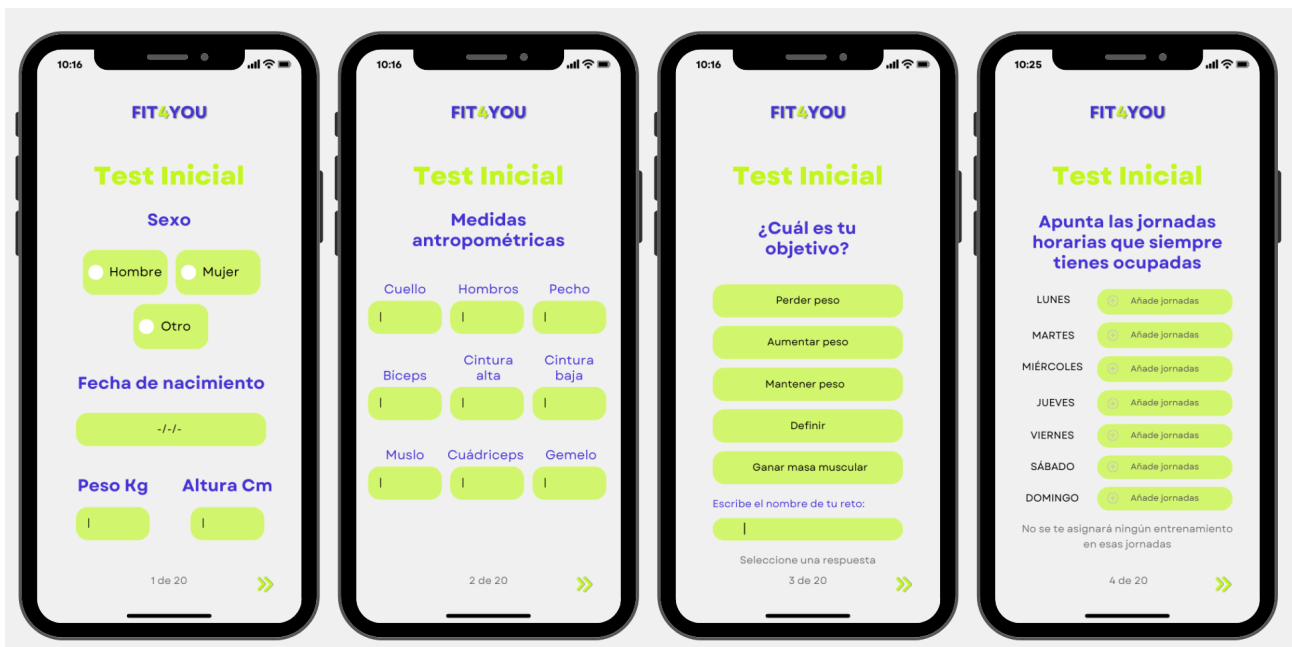 10:16
FIT4YOU
Test Inicial
Sexo
Hombre
Mujer
Otro
Fecha de nacimiento
-/-/-
Peso Kg
Altura Cm
1 de 20
10:16
FIT4YOU
Test Inicial
Medidas
antropométricas
Cuello
Hombros
Pecho
Biceps
Cintura
alta
Cintura
baja
Muslo
Cuádriceps
Gemelo
2 de 20
10:16
FIT4YOU
Test Inicial
¿Cuál es tu
objetivo?
Perder peso
Aumentar peso
Mantener peso
Definir
Ganar masa muscular
Escribe el nombre de tu reto:
Seleccione una respuesta
3 de 20
10:25
FIT4YOU
Test Inicial
Apunta las jornadas
horarias que siempre
tienes ocupadas
LUNES Añade jornadas
MARTES Añade jornadas
MIÉRCOLES Añade jornadas
JUEVES Añade jornadas
VIERNES Añade jornadas
SÁBADO Añade jornadas
DOMINGO Añade jornadas
No se te asignará ningún entrenamiento
en esas jornadas
4 de 20